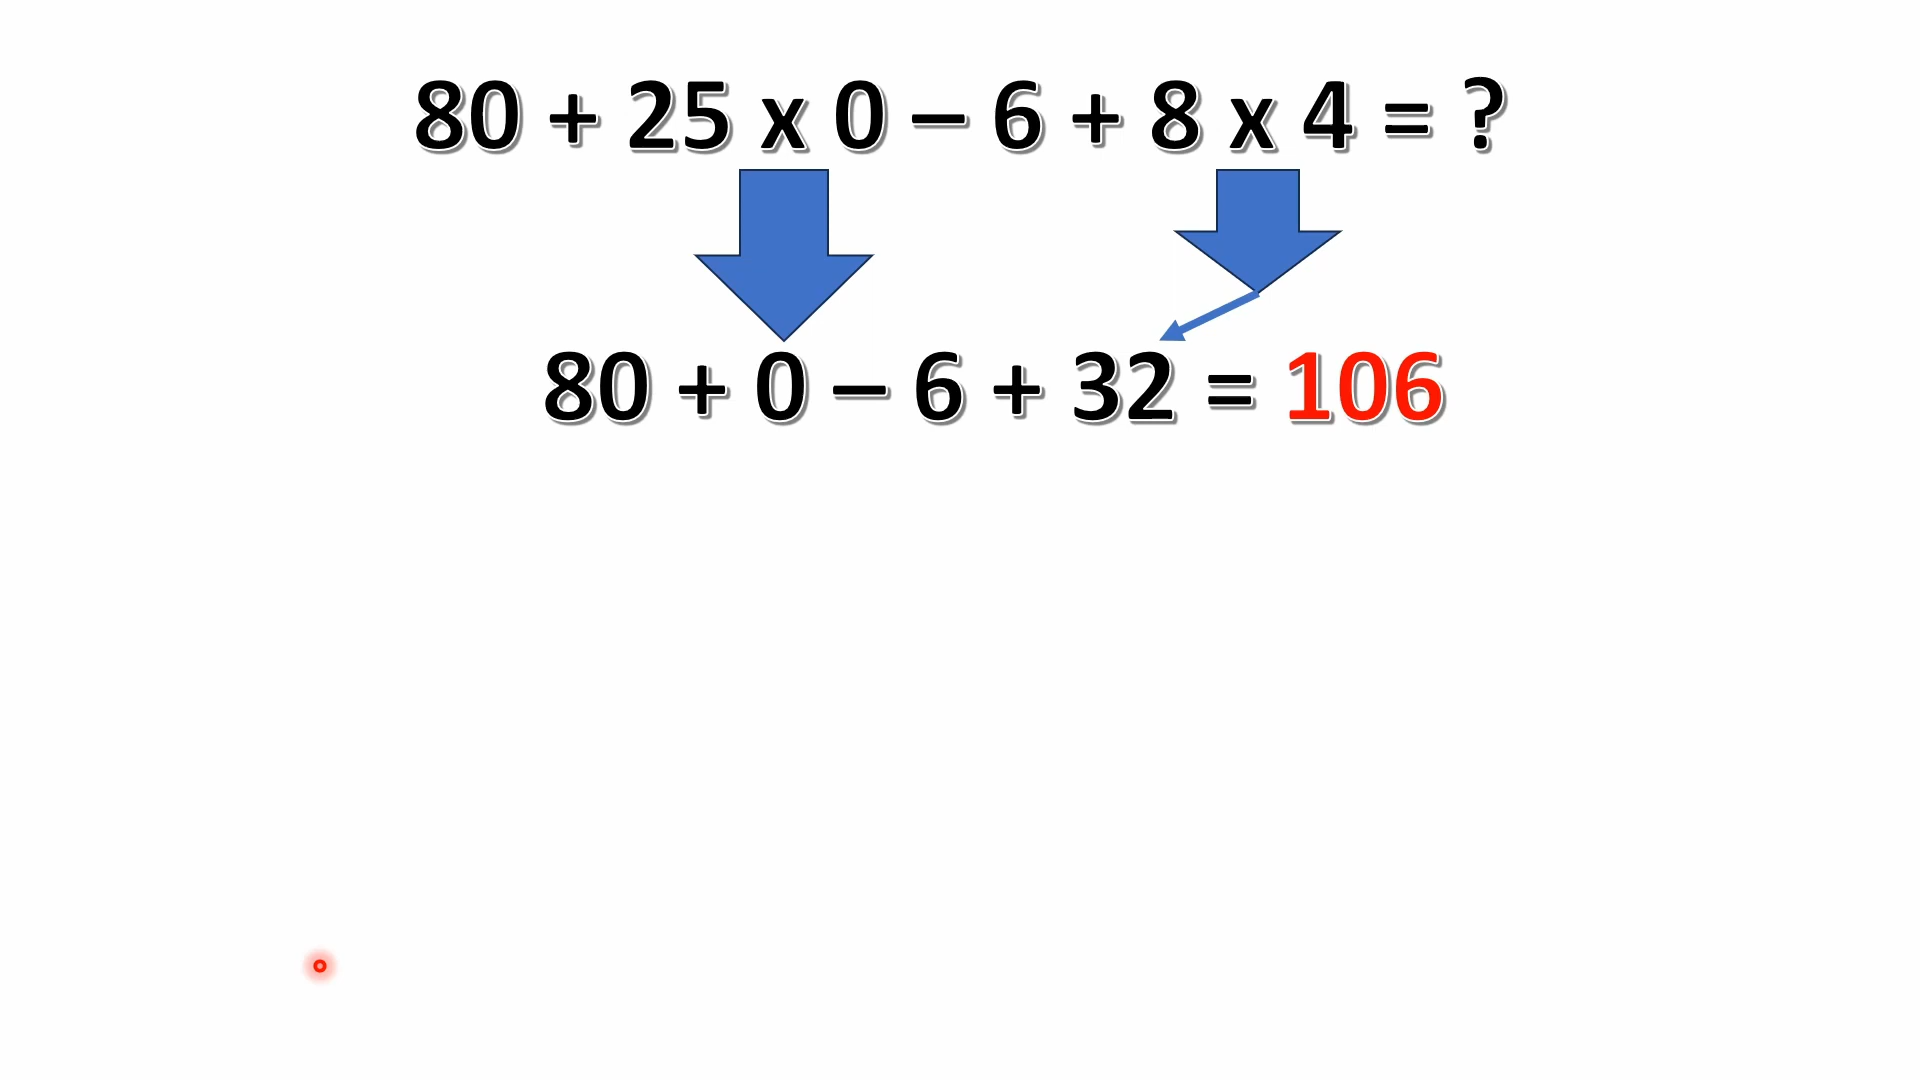 80 + 25 x 0 – 6 + 8 x 4 = ?
80 + 0 – 6 + 32 = 106